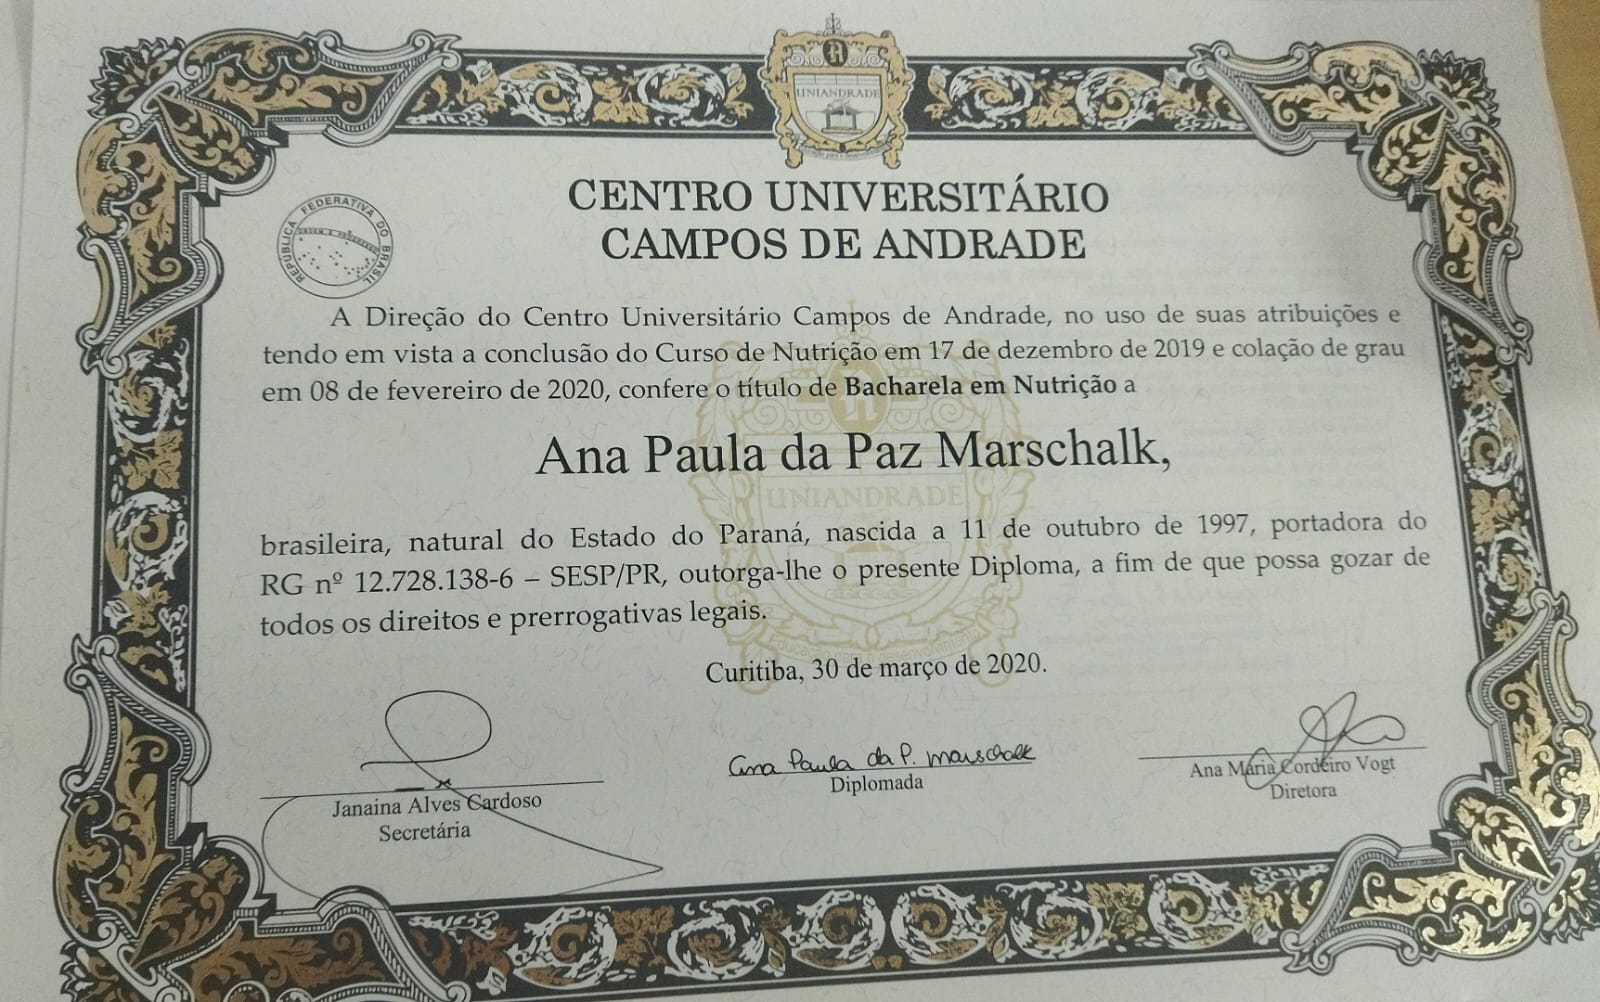 UNIANDRADE
REPÚBLICA FEDERATIVA DO BRASIL
ORDEM E PROGRESSO
CENTRO UNIVERSITÁRIO
CAMPOS DE ANDRADE
A Direção do Centro Universitário Campos de Andrade, no uso de suas atribuições e
tendo em vista a conclusão do Curso de Nutrição em 17 de dezembro de 2019 e colação de grau
em 08 de fevereiro de 2020, confere o título de Bacharela em Nutrição a
Ana Paula da Paz Marschalk,
UNIANDRADE
brasileira, natural do Estado do Paraná, nascida a 11 de outubro de 1997, portadora do
RG nº 12.728.138-6 – SESP/PR, outorga-lhe o presente Diploma, a fim de que possa gozar de
todos os direitos e prerrogativas legais.
Educação para o desenvolvimento
Curitiba, 30 de março de 2020.
Janaina Alves Cardoso
Secretária
Ana Paula da P. Marschalk
Diplomada
Ana Maria Cordeiro Vogt
Diretora